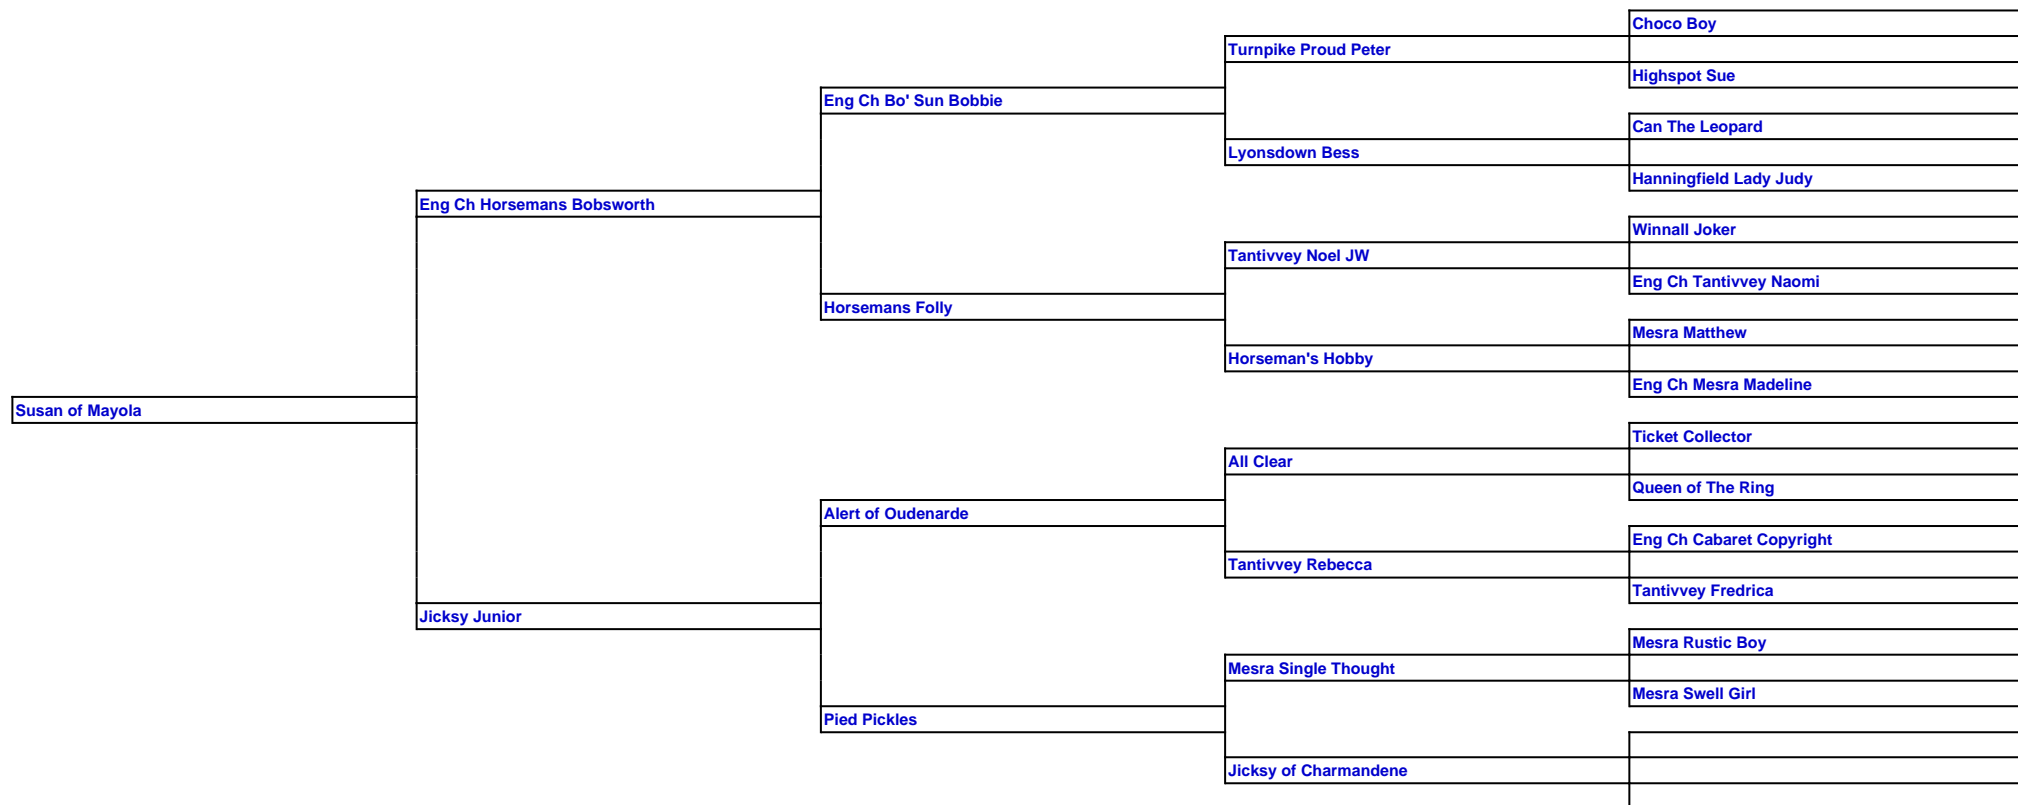 Choco Boy
Turnpike Proud Peter
Highspot Sue
Eng Ch Bo' Sun Bobbie
Can The Leopard
Lyonsdown Bess
Hanningfield Lady Judy
Eng Ch Horsemans Bobsworth
Winnall Joker
Tantivvey Noel JW
Eng Ch Tantivvey Naomi
Horsemans Folly
Mesra Matthew
Horseman's Hobby
Eng Ch Mesra Madeline
Susan of Mayola
Ticket Collector
All Clear
Queen of The Ring
Alert of Oudenarde
Eng Ch Cabaret Copyright
Tantivvey Rebecca
Tantivvey Fredrica
Jicksy Junior
Mesra Rustic Boy
Mesra Single Thought
Mesra Swell Girl
Pied Pickles
Jicksy of Charmandene